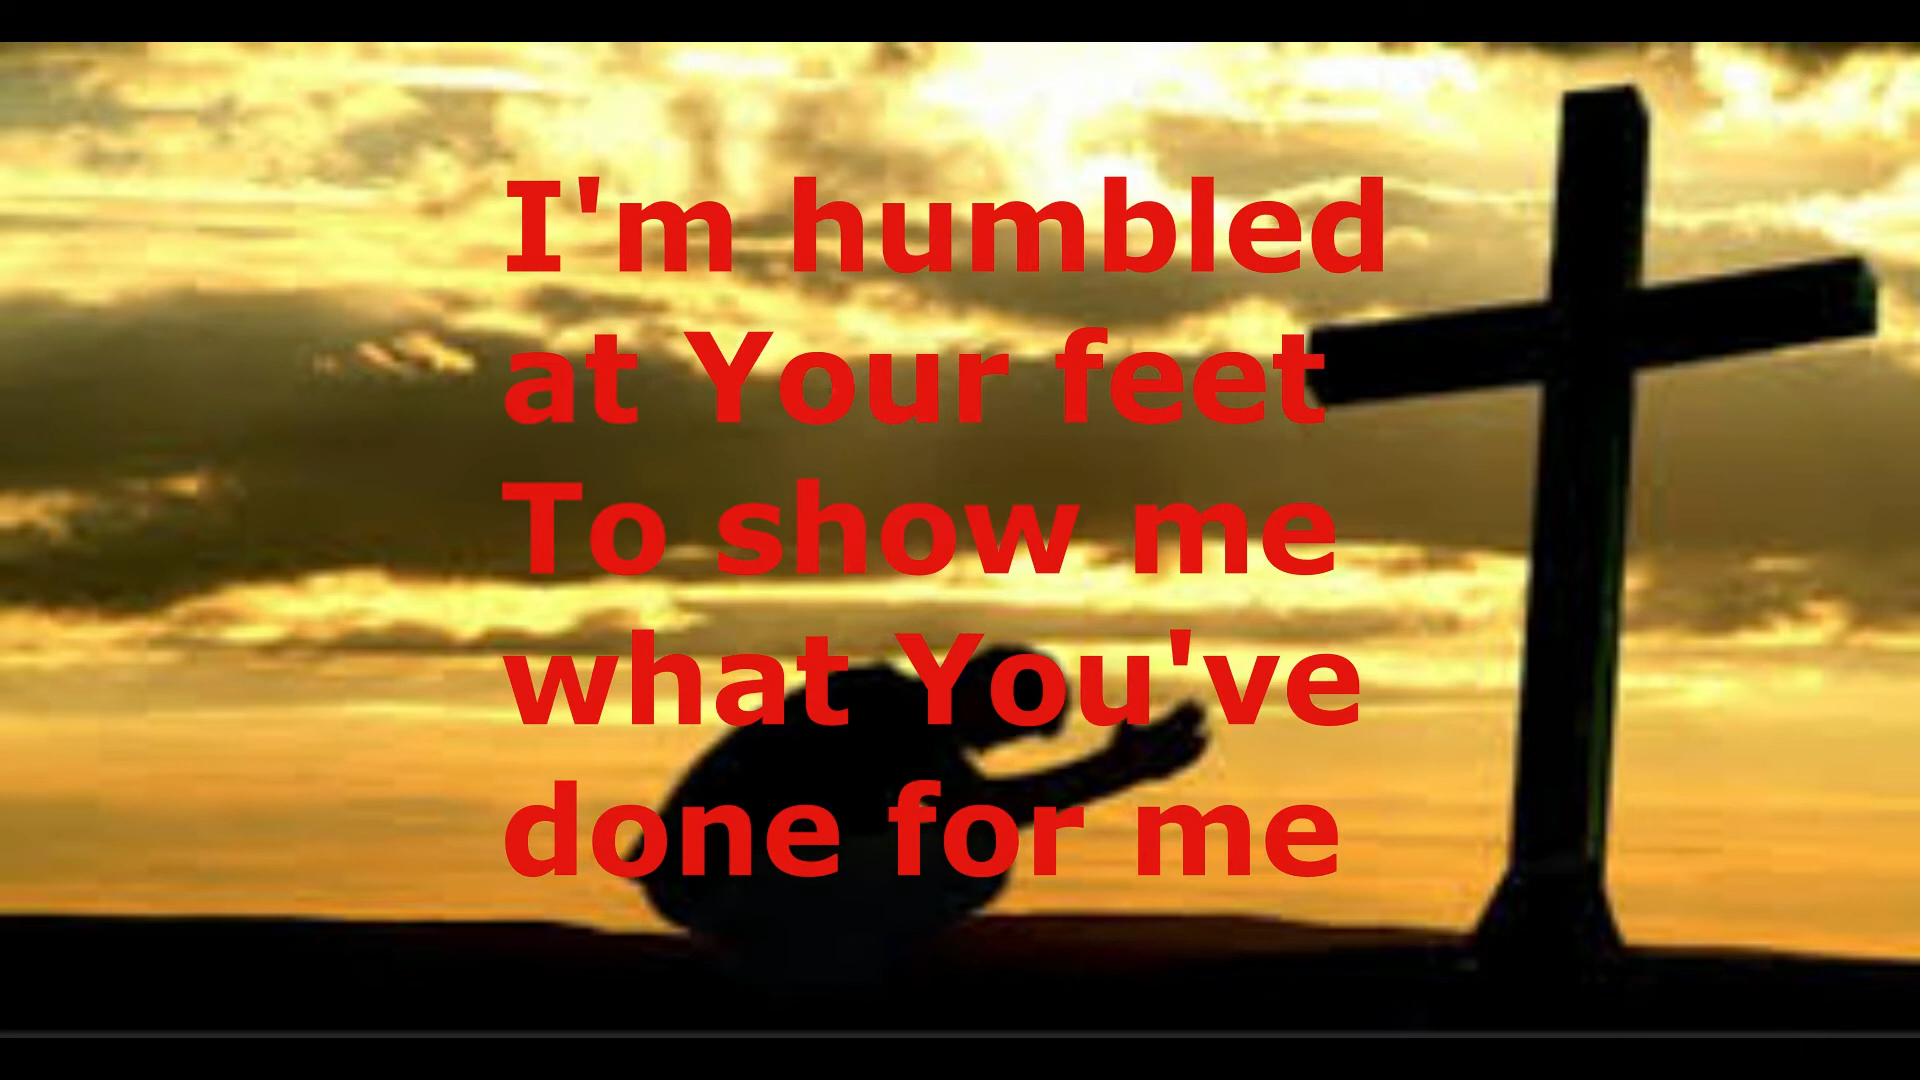 I'm humbled
at Your feet
To show me
what You've
done for me